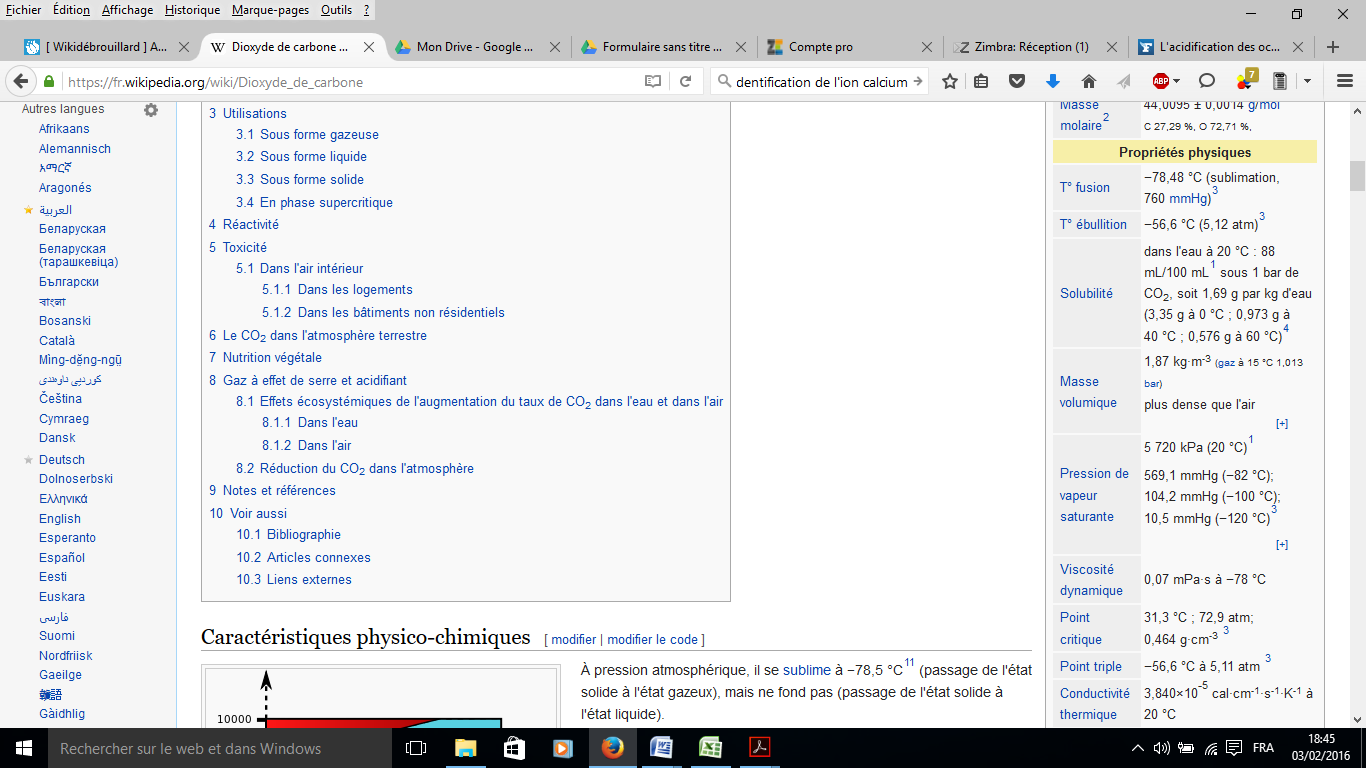 Fichier Édition Affichage Historique Marque-pages Outils ?
[ Wikidébrouillard ] A...
Dioxyde de carbone ...
Mon Drive - Google ...
Formulaire sans titre ...
Compte pro
Zimbra: Réception (1)
L'acidification des oc...
https://fr.wikipedia.org/wiki/Dioxyde_de_carbone
dentification de l'ion calcium
ABP
7
Autres langues
Afrikaans
Alemannisch
አማርኛ
Aragonés
العربية
Беларуская
Беларуская
(тарашкевіца)
Български
বাংলা
Bosanski
Català
Mìng-dĕ̤ng-ngṳ̄
کوردیی ناوەندی
Čeština
Cymraeg
Dansk
Deutsch
Dolnoserbski
Ελληνικά
English
Esperanto
Español
Eesti
Euskara
فارسی
Suomi
Nordfriisk
Gaeilge
Gàidhlig
3 Utilisations
3.1 Sous forme gazeuse
3.2 Sous forme liquide
3.3 Sous forme solide
3.4 En phase supercritique
4 Réactivité
5 Toxicité
5.1 Dans l'air intérieur
5.1.1 Dans les logements
5.1.2 Dans les bâtiments non résidentiels
6 Le CO2 dans l'atmosphère terrestre
7 Nutrition végétale
8 Gaz à effet de serre et acidifiant
8.1 Effets écosystémiques de l'augmentation du taux de CO2 dans l'eau et dans l'air
8.1.1 Dans l'eau
8.1.2 Dans l'air
8.2 Réduction du CO2 dans l'atmosphère
9 Notes et références
10 Voir aussi
10.1 Bibliographie
10.2 Articles connexes
10.3 Liens externes
Caractéristiques physico-chimiques [ modifier | modifier le code ]
10000
À pression atmosphérique, il se sublime à −78,5 °C11 (passage de l'état
solide à l'état gazeux), mais ne fond pas (passage de l'état solide à
l'état liquide).
Masse
molaire2
44,0095 ± 0,0014 g/mol
C 27,29 %, O 72,71 %,
Propriétés physiques
T° fusion
−78,48 °C (sublimation,
760 mmHg)3
T° ébullition
−56,6 °C (5,12 atm)3
Solubilité
dans l'eau à 20 °C : 88
mL/100 mL1 sous 1 bar de
CO2, soit 1,69 g par kg d'eau
(3,35 g à 0 °C ; 0,973 g à
40 °C ; 0,576 g à 60 °C)4
Masse
volumique
1,87 kg·m-3 (gaz à 15 °C 1,013
bar)
plus dense que l'air
[+]
Pression de
vapeur
saturante
5 720 kPa (20 °C)1
569,1 mmHg (−82 °C);
104,2 mmHg (−100 °C);
10,5 mmHg (−120 °C)3
[+]
Viscosité
dynamique
0,07 mPa·s à −78 °C
Point
critique
31,3 °C ; 72,9 atm;
0,464 g·cm-3 3
Point triple
−56,6 °C à 5,11 atm 3
Conductivité
thermique
3,840×10-5 cal·cm-1·s-1·K-1 à
20 °C
Rechercher sur le web et dans Windows
FRA
18:45
03/02/2016